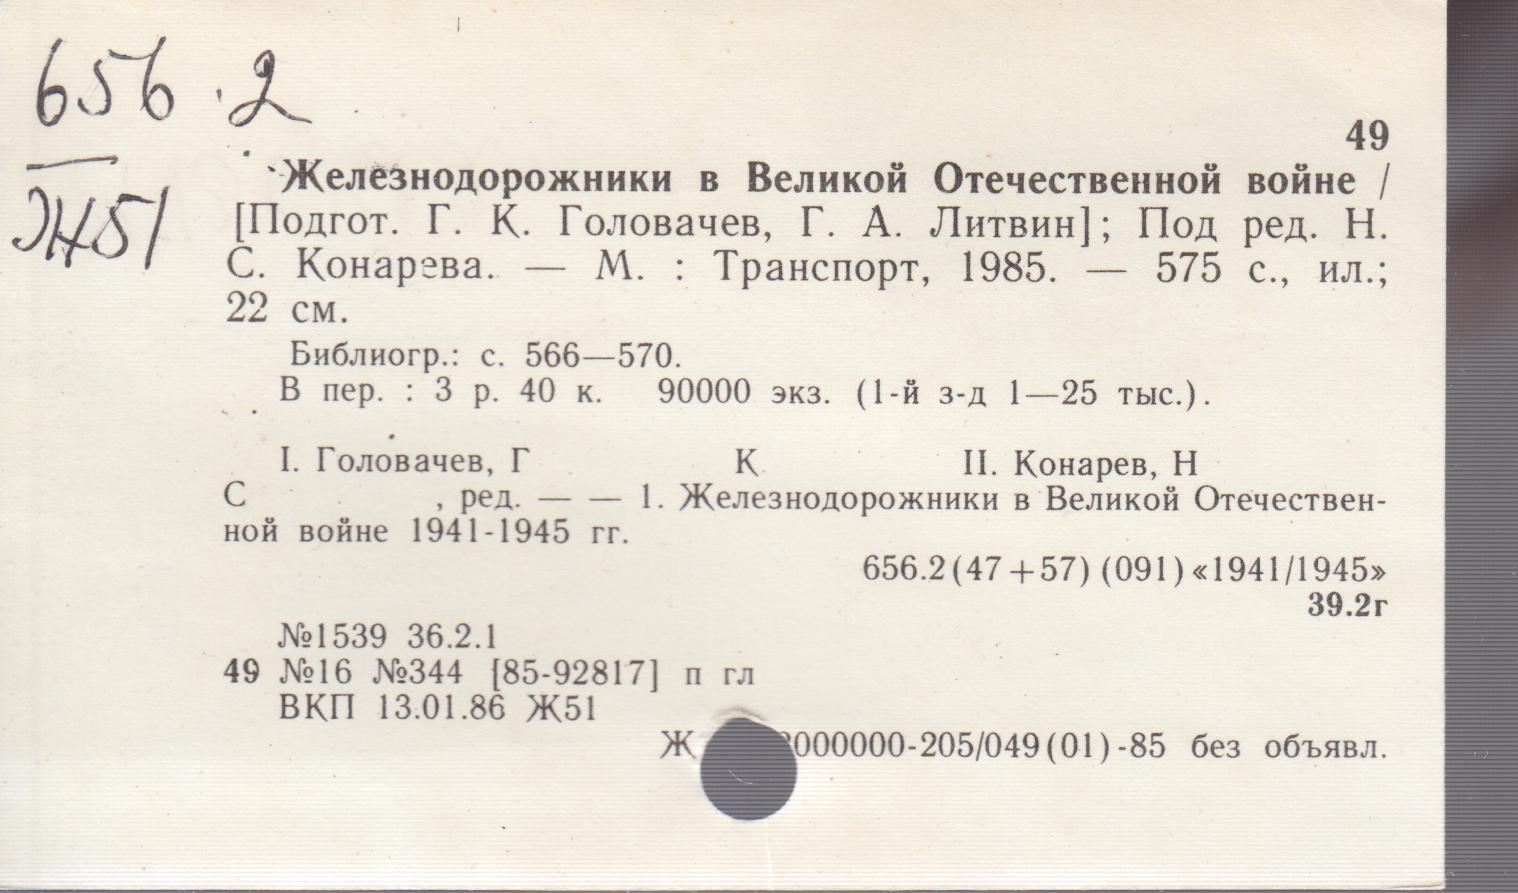 656.2
Ж51
49
Железнодорожники в Великой Отечественной войне /
[Подгот. Г. К. Головачев, Г. А. Литвин]; Под ред. Н.
С. Конарева. — М. : Транспорт, 1985. — 575 с., ил.;
22 см.
Библиогр.: с. 566—570.
В пер. : 3 р. 40 к. 90000 экз. (1-й з-д 1—25 тыс.).
I. Головачев, Г К II. Конарев, Н
С , ред. — — 1. Железнодорожники в Великой Отечествен-
ной войне 1941-1945 гг.
656.2(47+57)(091)«1941/1945»
39.2г
№1539 36.2.1
49 №16 №344 [85-92817] п гл
ВКП 13.01.86 Ж51
Ж 000000-205/049(01)-85 без объявл.